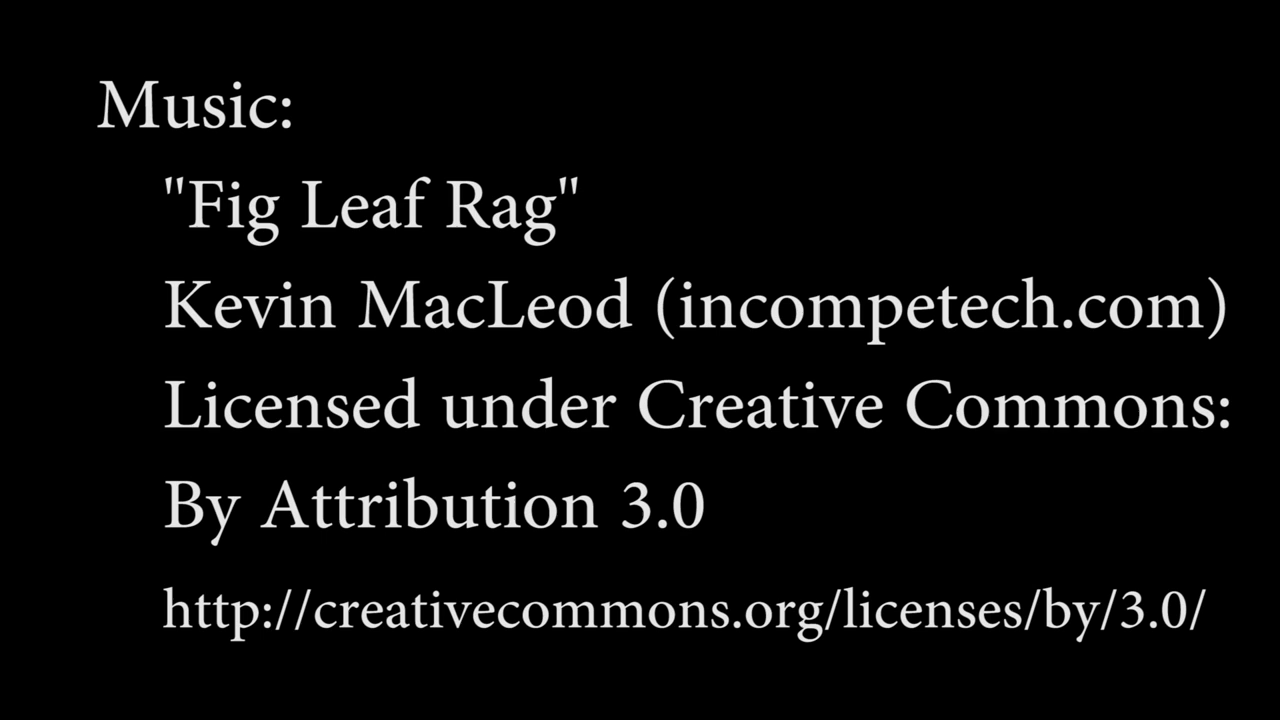 Music:
"Fig Leaf Rag"
Kevin MacLeod (incompetech.com)
Licensed under Creative Commons:
By Attribution 3.0
http://creativecommons.org/licenses/by/3.0/